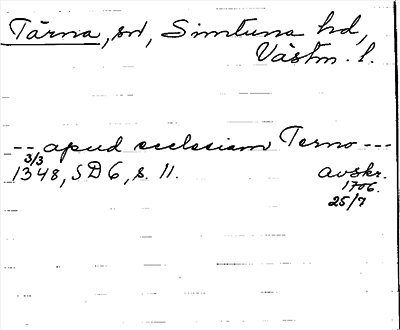 Tärna, sn, Simtuna hd,
Västm. l.
-- apud ecclesiam Terno ---
3/3
1348, SD 6, s. 11. avskr.
1706.
25/7